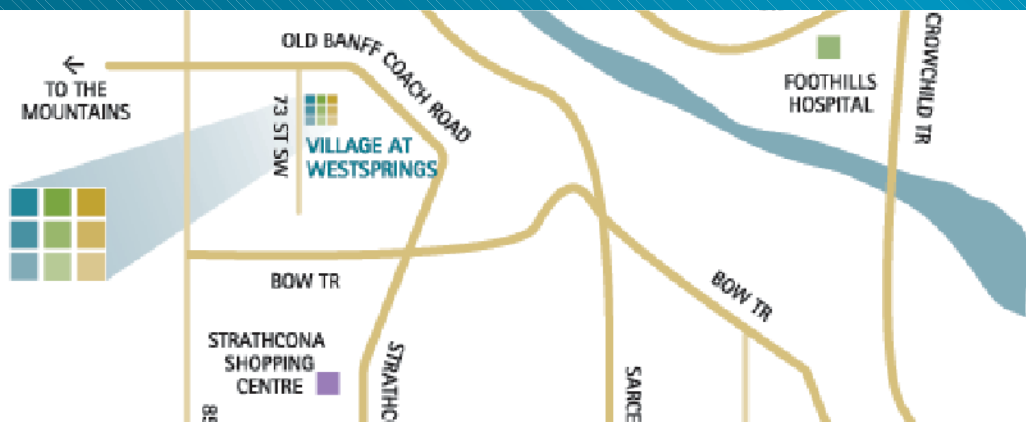 OLD BANFF COACH ROAD
TO THE
MOUNTAINS
73 ST SW
VILLAGE AT
WESTSPRINGS
FOOTHILLS
HOSPITAL
CROWCHILD TR
BOW TR
BOW TR
STRATHCONA
SHOPPING
CENTRE